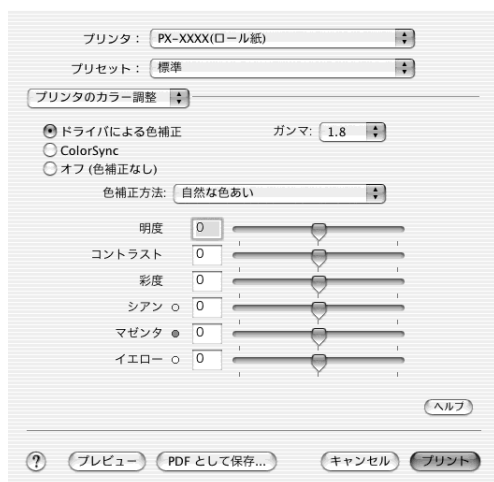 プリンタ： PX-XXXX(ロール紙)
プリセット： 標準
プリンタのカラー調整
ドライバによる色補正 ガンマ: 1.8
ColorSync
オフ (色補正なし)
色補正方法: 自然な色あい
明度 0
コントラスト 0
彩度 0
シアン 0
マゼンタ 0
イエロー 0
ヘルプ
? プレビュー PDF として保存... キャンセル プリント